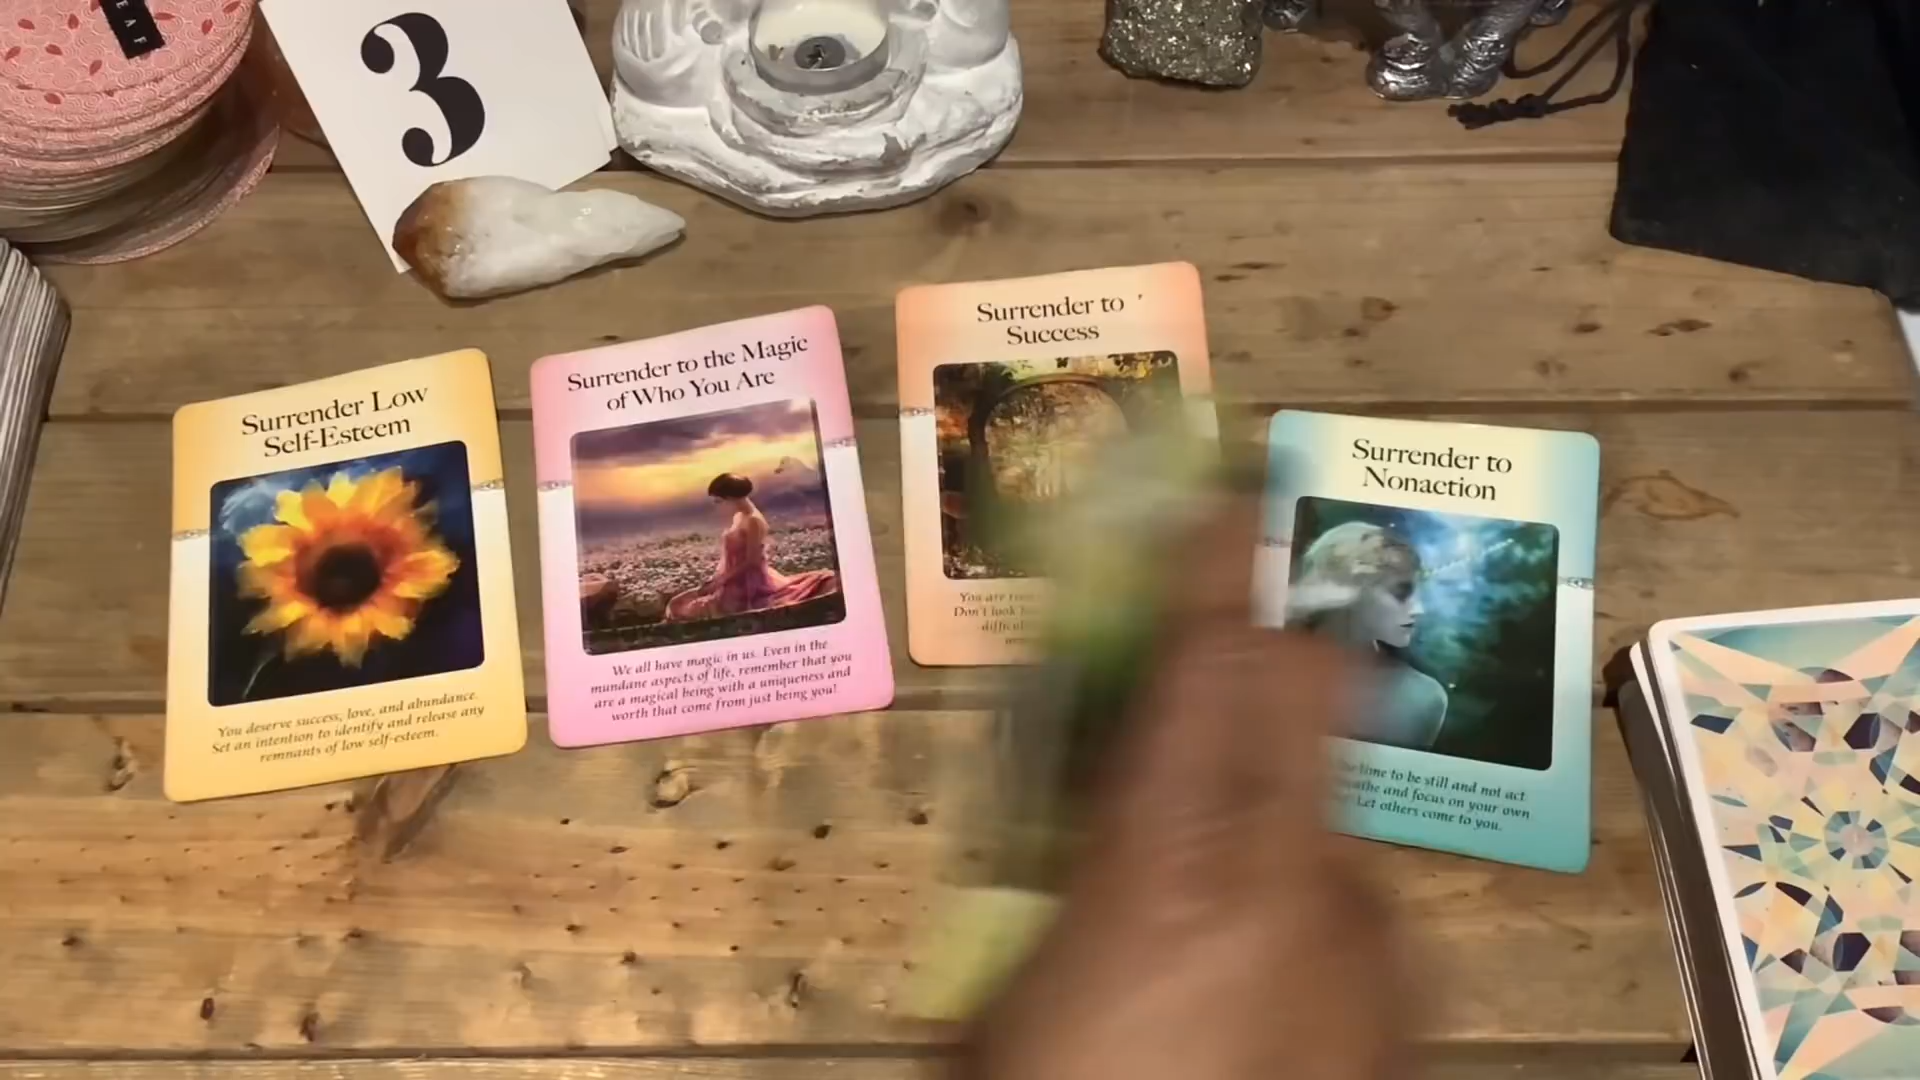 EAF
3
Surrender Low
Self-Esteem
You deserve success, love, and abundance.
Set an intention to identify and release any
remnants of low self-esteem.
Surrender to the Magic
of Who You Are
We all have magic in us. Even in the
mundane aspects of life, remember that you
are a magical being with a uniqueness and
worth that come from just being you!
Surrender to
Success
You are
Don't look
Surrender to
Nonaction
time to be still and not act.
and focus on your own
Let others come to you.